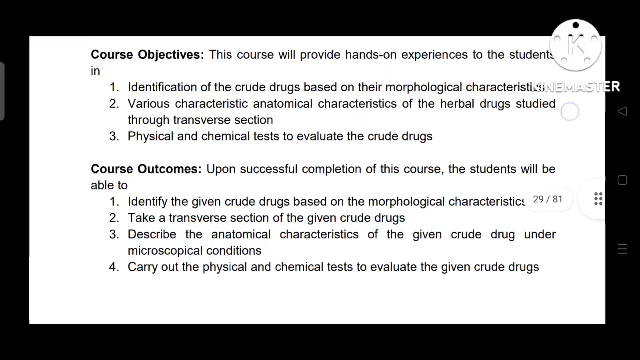 Course Objectives: This course will provide hands-on experiences to the students
in
1. Identification of the crude drugs based on their morphological characteristics
2. Various characteristic anatomical characteristics of the herbal drugs studied
through transverse section
3. Physical and chemical tests to evaluate the crude drugs
Course Outcomes: Upon successful completion of this course, the students will be
able to
1. Identify the given crude drugs based on the morphological characteristics
2. Take a transverse section of the given crude drugs
3. Describe the anatomical characteristics of the given crude drug under
microscopical conditions
4. Carry out the physical and chemical tests to evaluate the given crude drugs
29 / 81
K
KINEMASTER